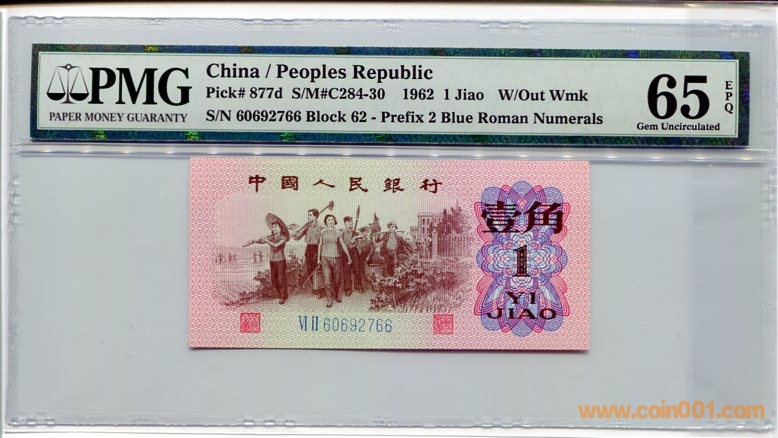 PMG
PAPER MONEY GUARANTY
China / Peoples Republic
Pick# 877d S/M#C284-30 1962 1 Jiao W/Out Wmk
S/N 60692766 Block 62 - Prefix 2 Blue Roman Numerals
65
EPQ
Gem Uncirculated
中國人民銀行
壹角
1
YI
JIAO
VI II 60692766
www.coin001.com